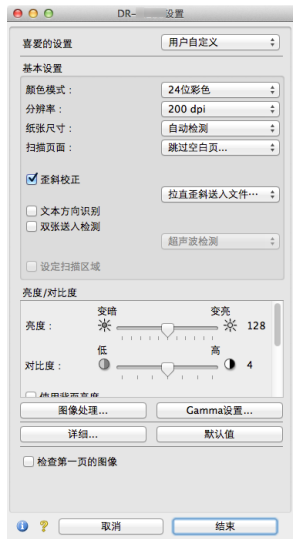 DR- 设置
喜爱的设置 用户自定义
基本设置
颜色模式： 24位彩色
分辨率： 200 dpi
纸张尺寸： 自动检测
扫描页面： 跳过空白页...
歪斜校正
拉直歪斜送入文件…
文本方向识别
双张送入检测
超声波检测
设定扫描区域
亮度/对比度
变暗 变亮
亮度： 128
低 高
对比度： 4
使用背面亮度
图像处理... Gamma设置...
详细... 默认值
检查第一页的图像
取消 结束